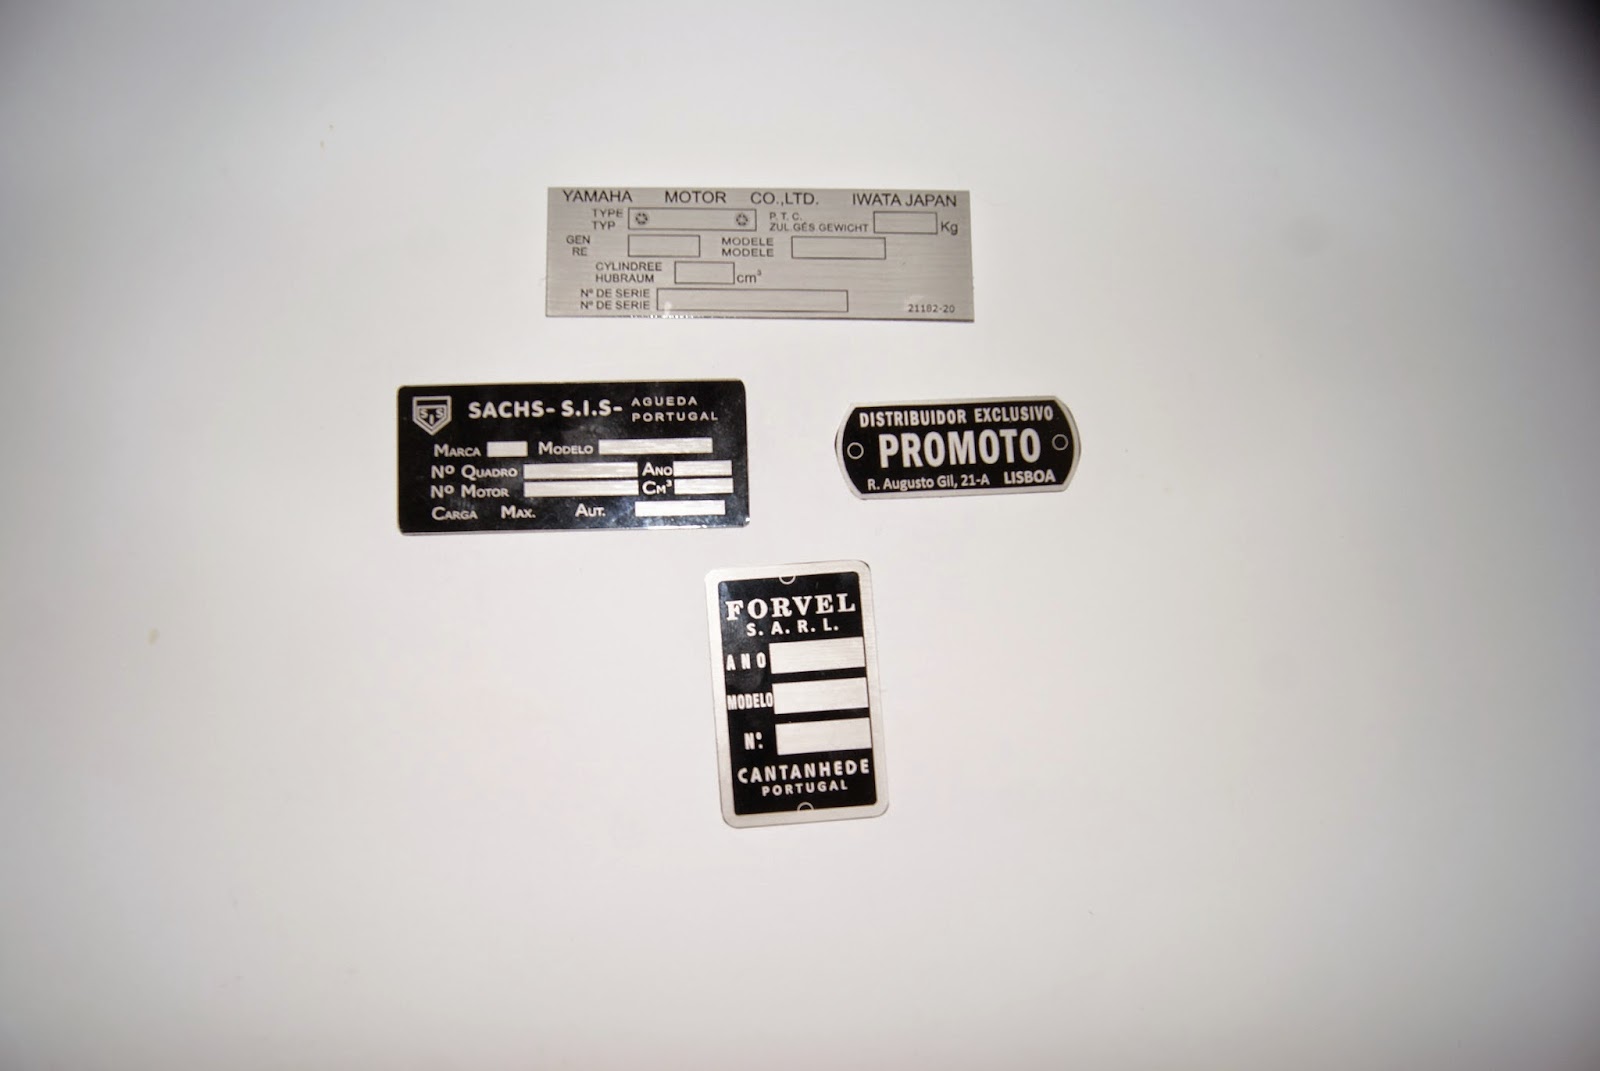 YAMAHA MOTOR CO.,LTD. IWATA JAPAN
TYPE
TYP
P. T. C.
ZUL.GÉS.GEWICHT
Kg
GEN
RE
MODELE
MODELE
CYLINDREE
HUBRAUM
cm³
Nº DE SERIE
Nº DE SERIE
21182-20
SIS
SACHS- S.I.S-
AGUEDA
PORTUGAL
MARCA MODELO
Nº QUADRO ANO
Nº MOTOR CM³
CARGA MAX. AUT.
DISTRIBUIDOR EXCLUSIVO
PROMOTO
R. Augusto Gil, 21-A LISBOA
FORVEL
S. A. R. L.
ANO
MODELO
Nº.
CANTANHEDE
PORTUGAL